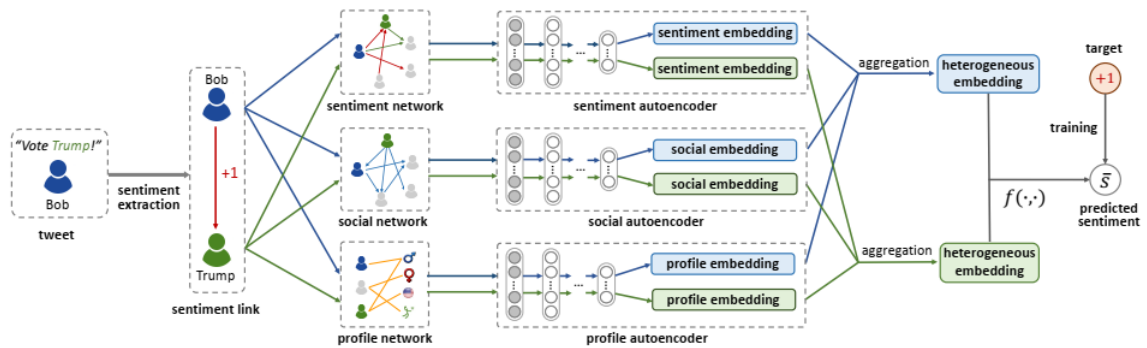 "Vote Trump!"
Bob
tweet
sentiment
extraction
Bob
+1
Trump
sentiment link
sentiment network
social network
profile network
...
sentiment autoencoder
...
social autoencoder
...
profile autoencoder
sentiment embedding
sentiment embedding
social embedding
social embedding
profile embedding
profile embedding
aggregation
aggregation
heterogeneous
embedding
heterogeneous
embedding
f(·,·)
target
+1
training
s̄
predicted
sentiment